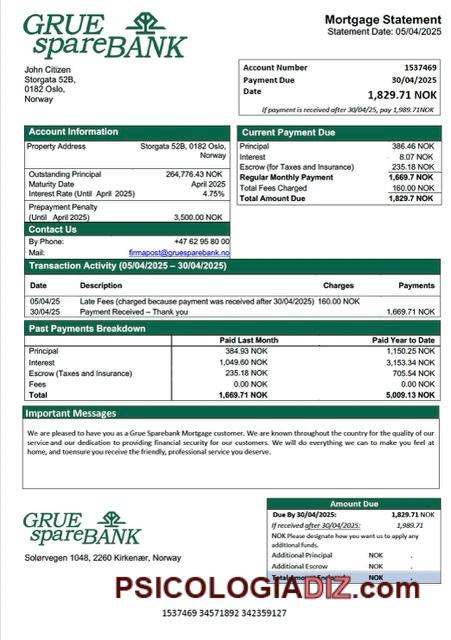 GRUE
spareBANK
Mortgage Statement
Statement Date: 05/04/2025
John Citizen
Storgata 52B,
0182 Oslo,
Norway
Account Number 1537469
Payment Due 30/04/2025
Date 1,829.71 NOK
If payment is received after 30/04/25, pay 1,989.71NOK
Account Information
Property Address Storgata 52B, 0182 Oslo,
Norway
Outstanding Principal 264,776.43 NOK
Maturity Date April 2025
Interest Rate (Until April 2025) 4.75%
Prepayment Penalty
(Until April 2025) 3,500.00 NOK
Contact Us
By Phone: +47 62 95 80 00
Mail: firmapost@gruesparebank.no
Current Payment Due
Principal 386.46 NOK
Interest 8.07 NOK
Escrow (for Taxes and Insurance) 235.18 NOK
Regular Monthly Payment 1,669.7 NOK
Total Fees Charged 160.00 NOK
Total Amount Due 1,829.7 NOK
Transaction Activity (05/04/2025 – 30/04/2025)
Date Description Charges Payments
05/04/25 Late Fees (charged because payment was received after 30/04/2025) 160.00 NOK
30/04/25 Payment Received – Thank you 1,669.71 NOK
Past Payments Breakdown
Paid Last Month Paid Year to Date
Principal 384.93 NOK 1,150.25 NOK
Interest 1,049.60 NOK 3,153.34 NOK
Escrow (Taxes and Insurance) 235.18 NOK 705.54 NOK
Fees 0.00 NOK 0.00 NOK
Total 1,669.71 NOK 5,009.13 NOK
Important Messages
We are pleased to have you as a Grue Sparebank Mortgage customer. We are known throughout the country for the quality of our
service and our dedication to providing financial security for our customers. We will do everything we can to make you feel at
home, and toensure you receive the friendly, professional service you deserve.
GRUE
spareBANK
Solørvegen 1048, 2260 Kirkenær, Norway
Amount Due
Due By 30/04/2025: 1,829.71 NOK
If received after 30/04/2025: 1,989.71
NOK Please designate how you want us to apply any
additional funds.
Additional Principal NOK .
Additional Escrow NOK .
Total Amount Enclosed NOK .
PSICOLOGIADIZ.com
1537469 34571892 342359127